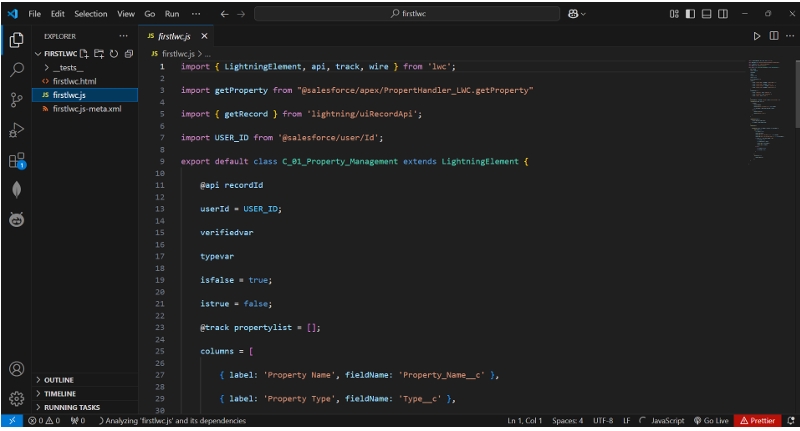 File Edit Selection View Go Run ···
firstlwc
EXPLORER ···
FIRSTLWC
__tests__
<> firstlwc.html
JS firstlwc.js
firstlwc.js-meta.xml
OUTLINE
TIMELINE
RUNNING TASKS
JS firstlwc.js
JS firstlwc.js > ...
1 import { LightningElement, api, track, wire } from 'lwc';
2
3 import getProperty from "@salesforce/apex/PropertHandler_LWC.getProperty"
4
5 import { getRecord } from 'lightning/uiRecordApi';
6
7 import USER_ID from '@salesforce/user/Id';
8
9 export default class C_01_Property_Management extends LightningElement {
10
11 @api recordId
12
13 userId = USER_ID;
14
15 verifiedvar
16
17 typevar
18
19 isfalse = true;
20
21 istrue = false;
22
23 @track propertylist = [];
24
25 columns = [
26
27 { label: 'Property Name', fieldName: 'Property_Name__c' },
28
29 { label: 'Property Type', fieldName: 'Type__c' },
30
1
0 0 0 Analyzing 'firstlwc.js' and its dependencies
Ln 1, Col 1 Spaces: 4 UTF-8 LF JavaScript Go Live Prettier